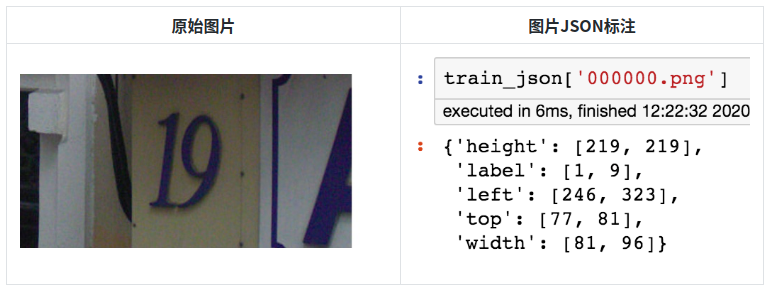 原始图片
图片JSON标注
19
A
: train_json['000000.png']
executed in 6ms, finished 12:22:32 2020
: {'height': [219, 219],
'label': [1, 9],
'left': [246, 323],
'top': [77, 81],
'width': [81, 96]}